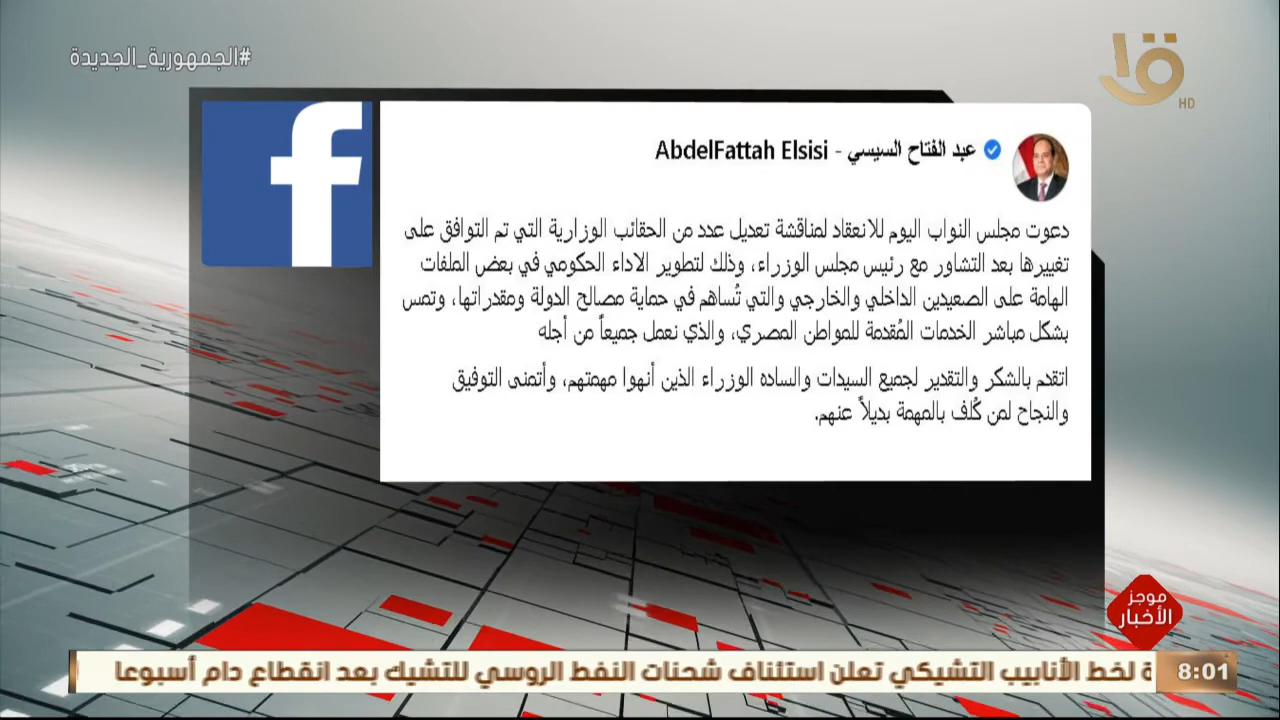 #الجمهورية_الجديدة
HD
عبد الفتاح السيسي - AbdelFattah Elsisi
دعوت مجلس النواب اليوم للانعقاد لمناقشة تعديل عدد من الحقائب الوزارية التي تم التوافق على
تغييرها بعد التشاور مع رئيس مجلس الوزراء، وذلك لتطوير الاداء الحكومي في بعض الملفات
الهامة على الصعيدين الداخلي والخارجي والتي تُساهم في حماية مصالح الدولة ومقدراتها، وتمس
بشكل مباشر الخدمات المُقدمة للمواطن المصري، والذي نعمل جميعاً من أجله
اتقدم بالشكر والتقدير لجميع السيدات والساده الوزراء الذين أنهوا مهمتهم، وأتمنى التوفيق
والنجاح لمن كُلف بالمهمة بديلاً عنهم.
موجز
الأخبار
8:01
ة لخط الأنابيب التشيكي تعلن استئناف شحنات النفط الروسي للتشيك بعد انقطاع دام أسبوعا